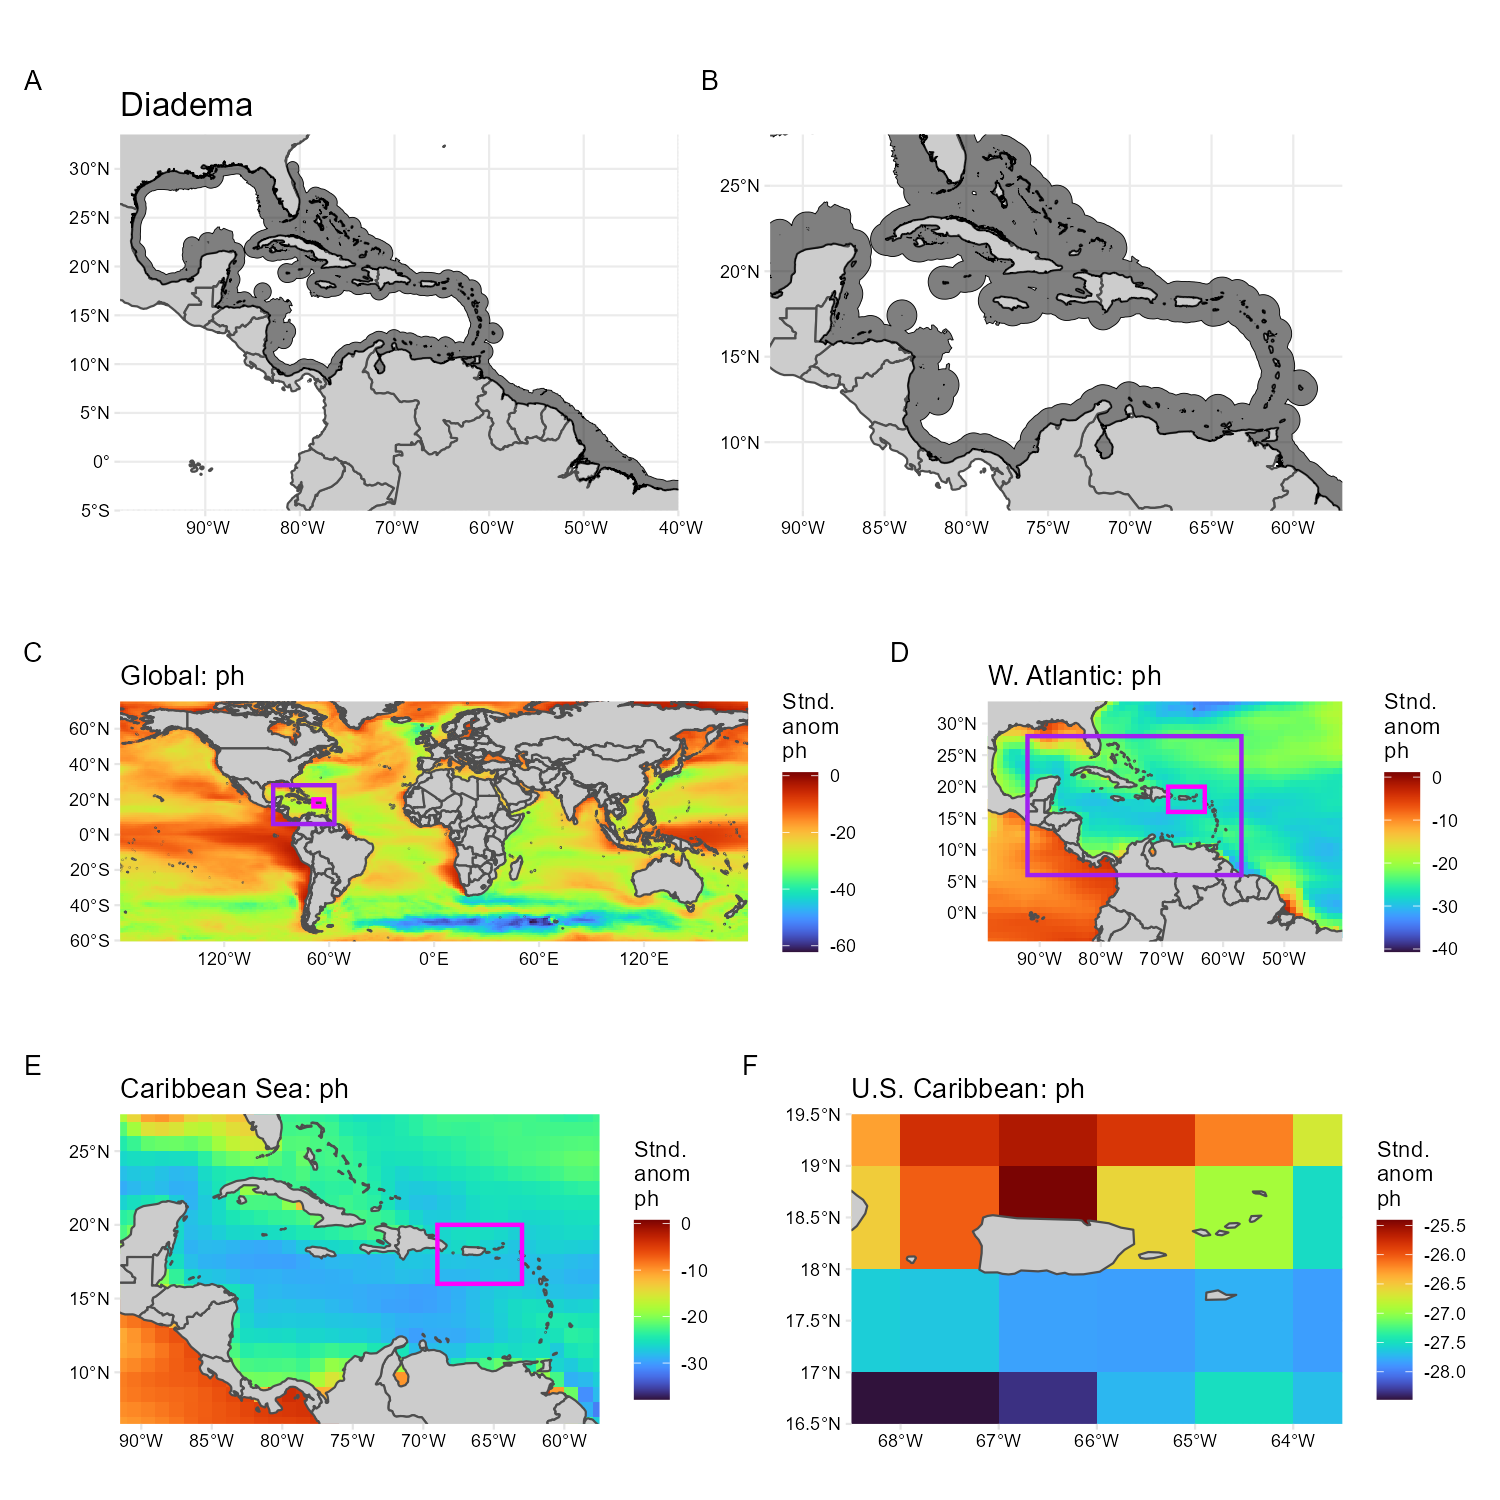 A
B
Diadema
30°N
25°N
20°N
15°N
10°N
5°N
0°
5°S
90°W 80°W 70°W 60°W 50°W 40°W
25°N
20°N
15°N
10°N
90°W 85°W 80°W 75°W 70°W 65°W 60°W
C
D
Global: ph
60°N
40°N
20°N
0°N
20°S
40°S
60°S
120°W 60°W 0°E 60°E 120°E
Stnd.
anom
ph
0
-20
-40
-60
W. Atlantic: ph
30°N
25°N
20°N
15°N
10°N
5°N
0°N
90°W 80°W 70°W 60°W 50°W
Stnd.
anom
ph
0
-10
-20
-30
-40
E
F
Caribbean Sea: ph
25°N
20°N
15°N
10°N
90°W 85°W 80°W 75°W 70°W 65°W 60°W
Stnd.
anom
ph
0
-10
-20
-30
U.S. Caribbean: ph
19.5°N
19°N
18.5°N
18°N
17.5°N
17°N
16.5°N
68°W 67°W 66°W 65°W 64°W
Stnd.
anom
ph
-25.5
-26.0
-26.5
-27.0
-27.5
-28.0